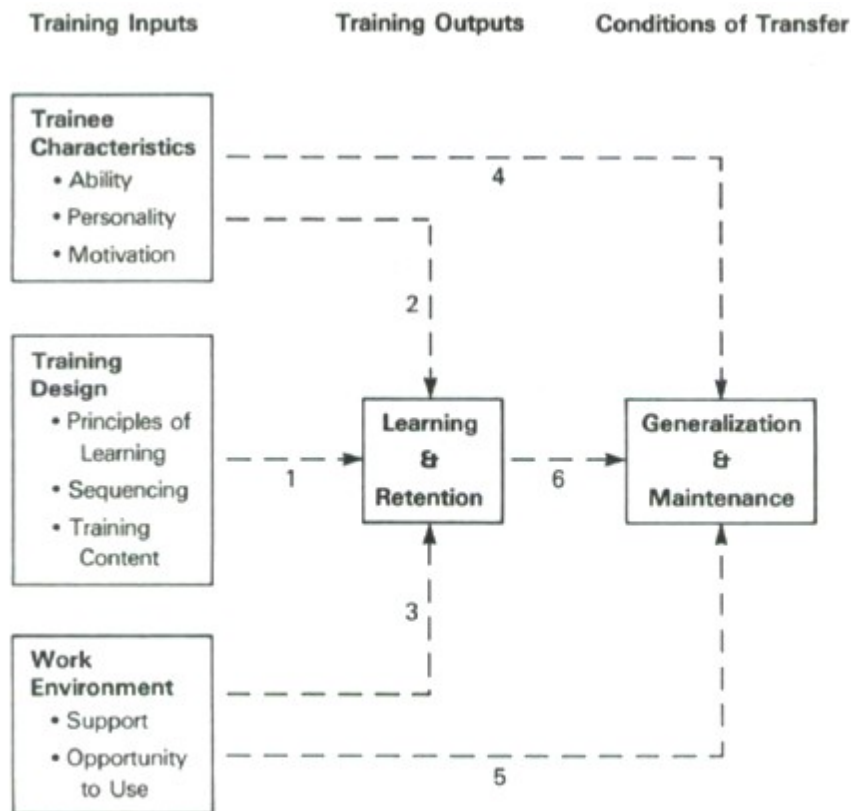 Training Inputs
Training Outputs
Conditions of Transfer
Trainee
Characteristics
• Ability
• Personality
• Motivation
4
2
Training
Design
• Principles of
Learning
• Sequencing
• Training
Content
1
Learning
&
Retention
6
Generalization
&
Maintenance
3
Work
Environment
• Support
• Opportunity
to Use
5